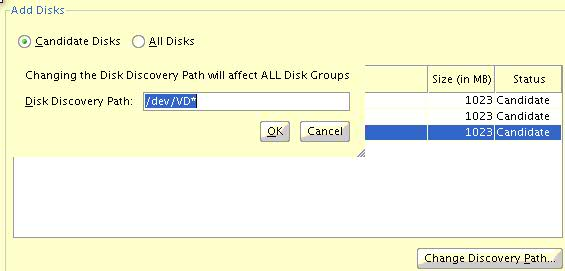 Add Disks
Candidate Disks All Disks
Changing the Disk Discovery Path will affect ALL Disk Groups
Disk Discovery Path: /dev/VD*
OK Cancel
Size (in MB) Status
1023 Candidate
1023 Candidate
1023 Candidate
Change Discovery Path...